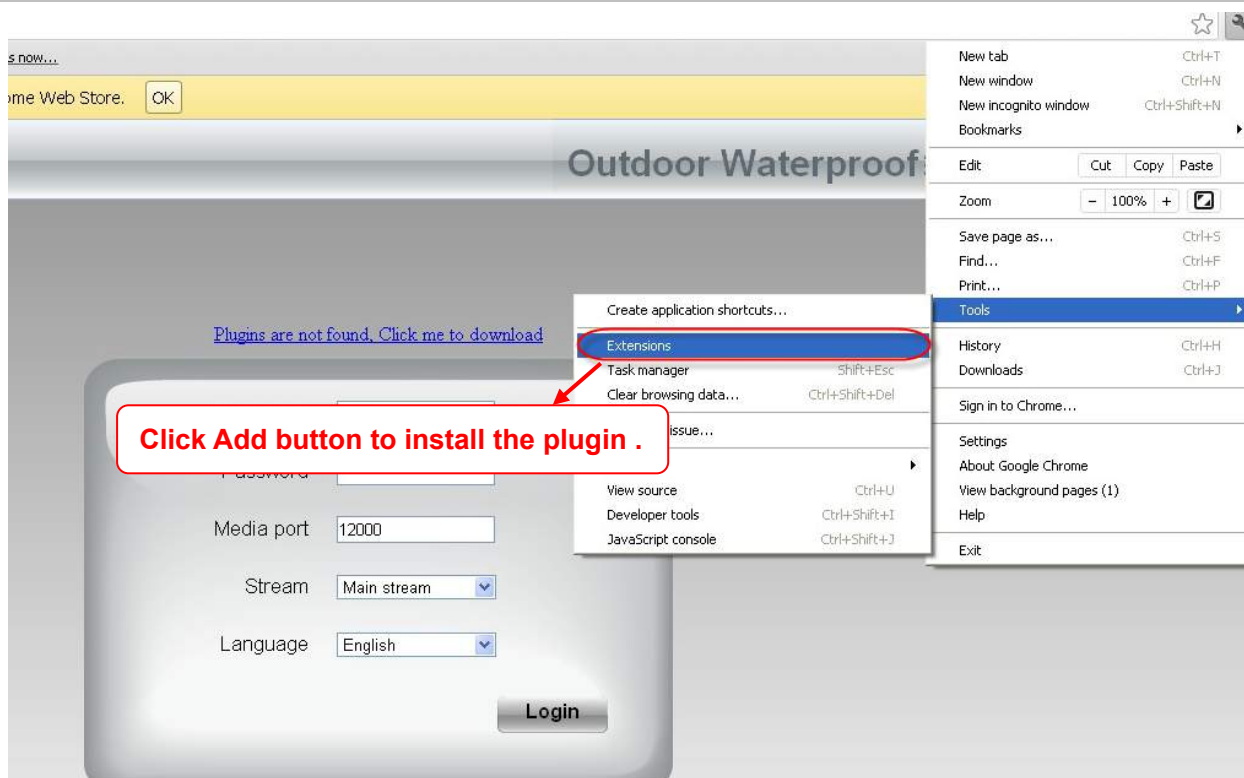 s now...
ome Web Store. OK
Outdoor Waterproof
Plugins are not found, Click me to download
Click Add button to install the plugin .
Password
Media port 12000
Stream Main stream
Language English
Login
New tab Ctrl+T
New window Ctrl+N
New incognito window Ctrl+Shift+N
Bookmarks
Edit Cut Copy Paste
Zoom - 100% +
Save page as... Ctrl+S
Find... Ctrl+F
Print... Ctrl+P
Tools
History Ctrl+H
Downloads Ctrl+J
Sign in to Chrome...
Settings
About Google Chrome
View background pages (1)
Help
Exit
Create application shortcuts...
Extensions
Task manager Shift+Esc
Clear browsing data... Ctrl+Shift+Del
issue...
View source Ctrl+U
Developer tools Ctrl+Shift+I
JavaScript console Ctrl+Shift+J